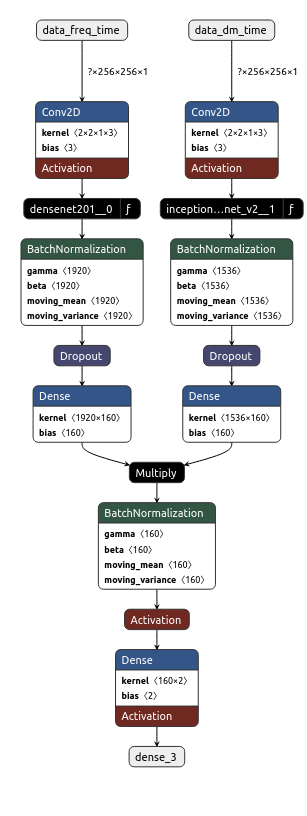 data_freq_time
data_dm_time
?×256×256×1
?×256×256×1
Conv2D
kernel ⟨2×2×1×3⟩
bias ⟨3⟩
Activation
Conv2D
kernel ⟨2×2×1×3⟩
bias ⟨3⟩
Activation
densenet201__0 ƒ
inception…net_v2__1 ƒ
BatchNormalization
gamma ⟨1920⟩
beta ⟨1920⟩
moving_mean ⟨1920⟩
moving_variance ⟨1920⟩
BatchNormalization
gamma ⟨1536⟩
beta ⟨1536⟩
moving_mean ⟨1536⟩
moving_variance ⟨1536⟩
Dropout
Dropout
Dense
kernel ⟨1920×160⟩
bias ⟨160⟩
Dense
kernel ⟨1536×160⟩
bias ⟨160⟩
Multiply
BatchNormalization
gamma ⟨160⟩
beta ⟨160⟩
moving_mean ⟨160⟩
moving_variance ⟨160⟩
Activation
Dense
kernel ⟨160×2⟩
bias ⟨2⟩
Activation
dense_3